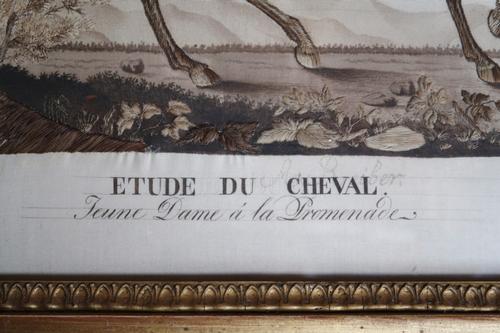 ETUDE DU CHEVAL.
Jeune Dame á la Promenade